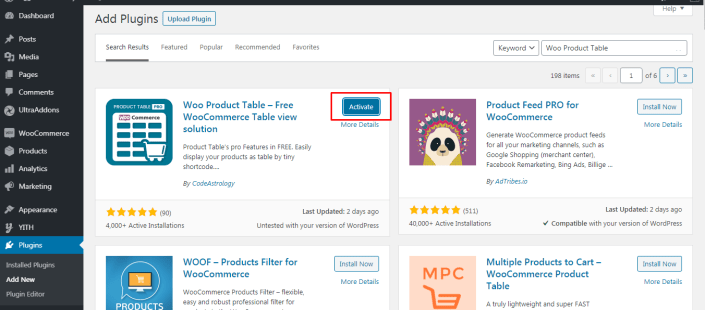 Dashboard
Posts
Media
Pages
Comments
UltraAddons
WooCommerce
Products
Analytics
Marketing
Appearance
YITH
Plugins
Installed Plugins
Add New
Plugin Editor
Add Plugins
Upload Plugin
Help
Search Results
Featured
Popular
Recommended
Favorites
Keyword
Woo Product Table
198 items
«
‹
1
of 6
›
»
PRODUCT TABLE PRO
Woo Commerce
Woo Product Table – Free
WooCommerce Table view
solution
Activate
More Details
Product Table's pro Features in FREE. Easily
display your products as table by tiny
shortcode....
By CodeAstrology
(90)
4,000+ Active Installations
Last Updated: 2 days ago
Untested with your version of WordPress
Product Feed PRO for
WooCommerce
Install Now
More Details
Generate WooCommerce product feeds
for all your marketing channels, such as
Google Shopping (merchant center),
Facebook Remarketing, Bing Ads, Billige ...
By AdTribes.io
(511)
40,000+ Active Installations
Last Updated: 2 days ago
Compatible with your version of WordPress
PRODUCTS
WOOF – Products Filter for
WooCommerce
Install Now
More Details
WooCommerce Products Filter – flexible,
easy and robust professional filter for
MPC
Multiple Products to Cart –
WooCommerce Product
Table
Install Now
More Details
A truly lightweight and super FAST